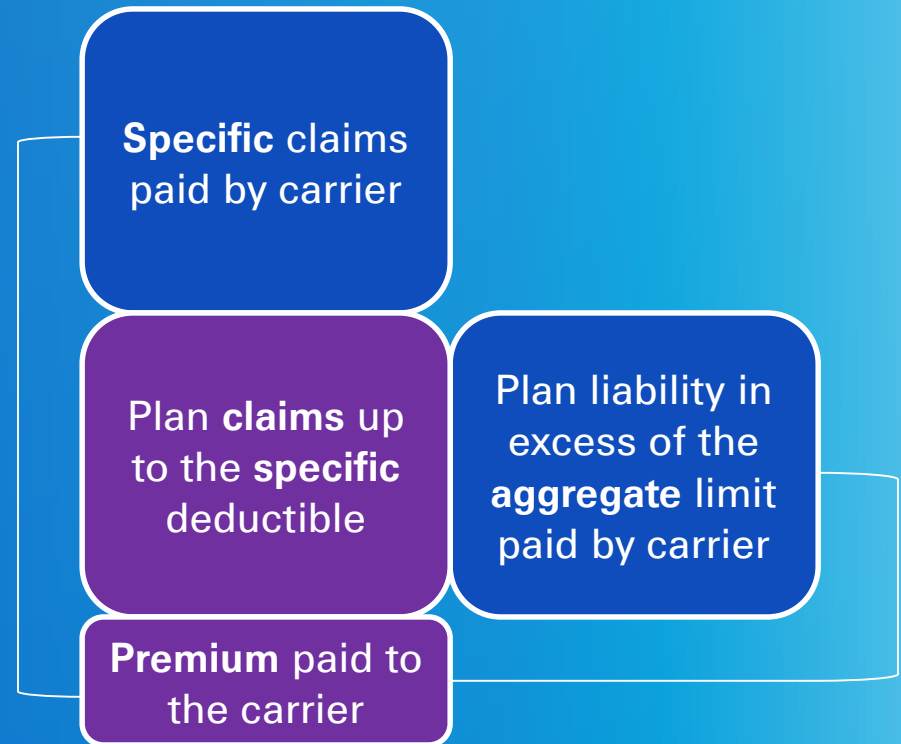 Specific claims
paid by carrier
Plan claims up
to the specific
deductible
Plan liability in
excess of the
aggregate limit
paid by carrier
Premium paid to
the carrier